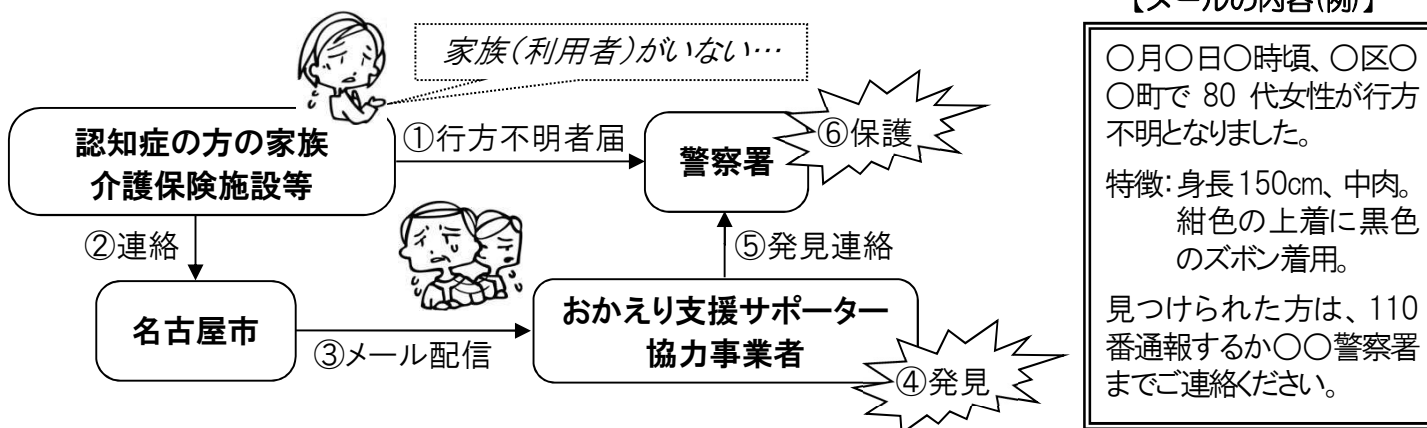 家族(利用者)がいない…
認知症の方の家族
介護保険施設等
①行方不明者届
警察署
⑥保護
②連絡
⑤発見連絡
名古屋市
③メール配信
おかえり支援サポーター
協力事業者
④発見
【メールの内容(例)】
〇月〇日〇時頃、〇区〇
〇町で 80 代女性が行方
不明となりました。
特徴:身長150cm、中肉。
紺色の上着に黒色
のズボン着用。
見つけられた方は、110
番通報するか〇〇警察署
までご連絡ください。